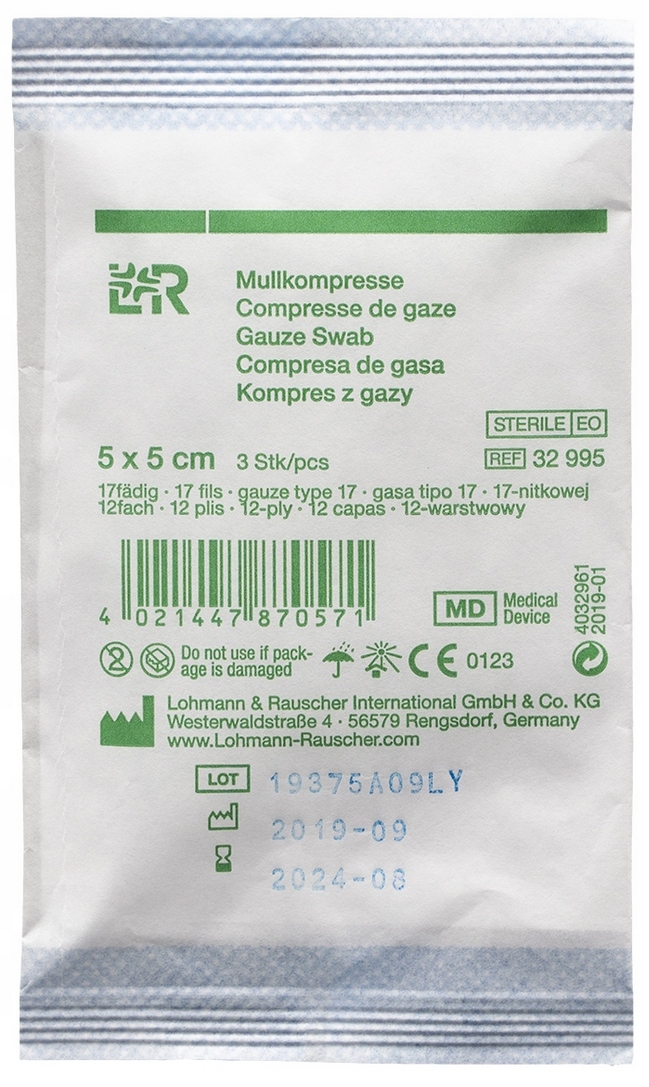 L&R
Mullkompresse
Compresse de gaze
Gauze Swab
Compresa de gasa
Kompres z gazy
STERILE EO
5 x 5 cm 3 Stk/pcs
REF 32 995
17fädig · 17 fils · gauze type 17 · gasa tipo 17 · 17-nitkowej
12fach · 12 plis · 12-ply · 12 capas · 12-warstwowy
4 021447 870571
MD Medical
Device
4032961
2019-01
2
Do not use if pack-
age is damaged
CE 0123
Lohmann & Rauscher International GmbH & Co. KG
Westerwaldstraße 4 · 56579 Rengsdorf, Germany
www.Lohmann-Rauscher.com
LOT 19375A09LY
2019-09
2024-08